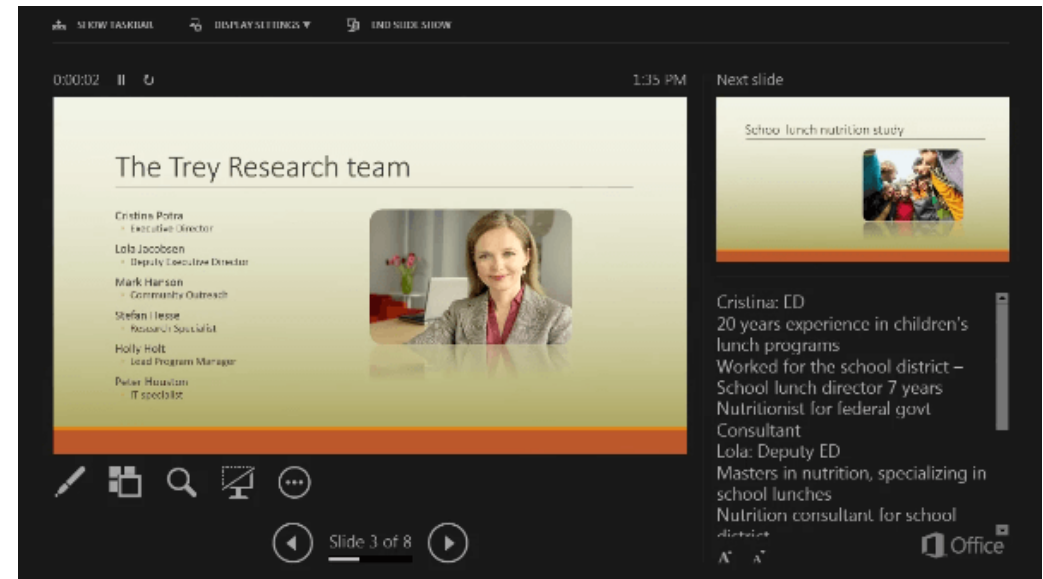 SHOW TASKBAR DISPLAY SETTINGS ▼ END SLIDE SHOW
0:00:02 1:35 PM Next slide
The Trey Research team
Cristina Potra
Executive Director
Lola Jacobsen
Deputy Executive Director
Mark Hanson
Community Outreach
Stefan Hesse
Research Specialist
Holly Holt
Lead Program Manager
Peter Houston
IT specialist
Slide 3 of 8
School lunch nutrition study
Cristina: ED
20 years experience in children's
lunch programs
Worked for the school district –
School lunch director 7 years
Nutritionist for federal govt
Consultant
Lola: Deputy ED
Masters in nutrition, specializing in
school lunches
Nutrition consultant for school
district
A A
Office